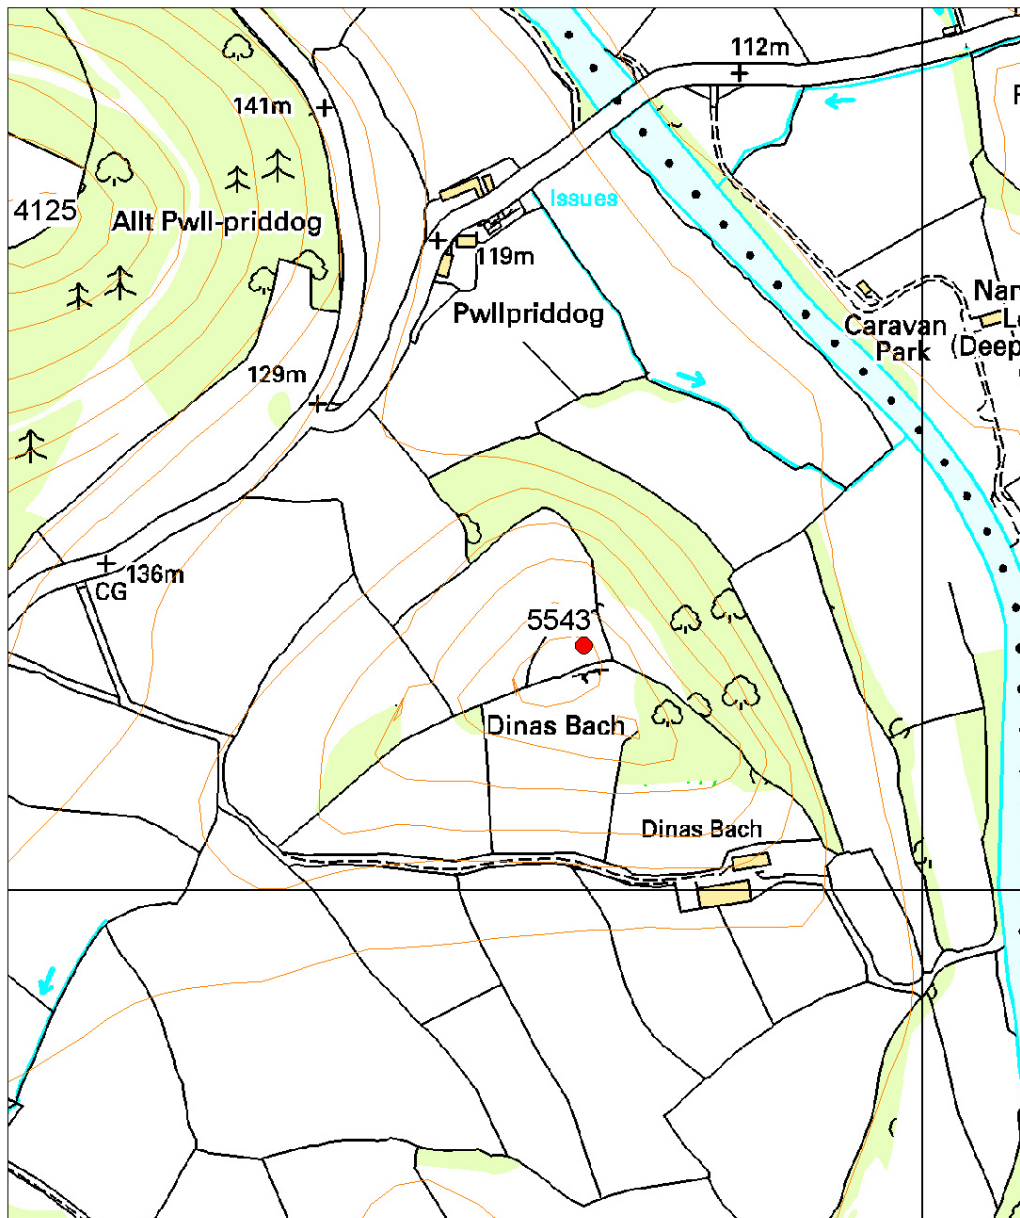 112m
141m
4125
Issues
Allt Pwll-priddog
119m
Pwllpriddog
Caravan
Park
(Deep
129m
136m
CG
5543
Dinas Bach
Dinas Bach